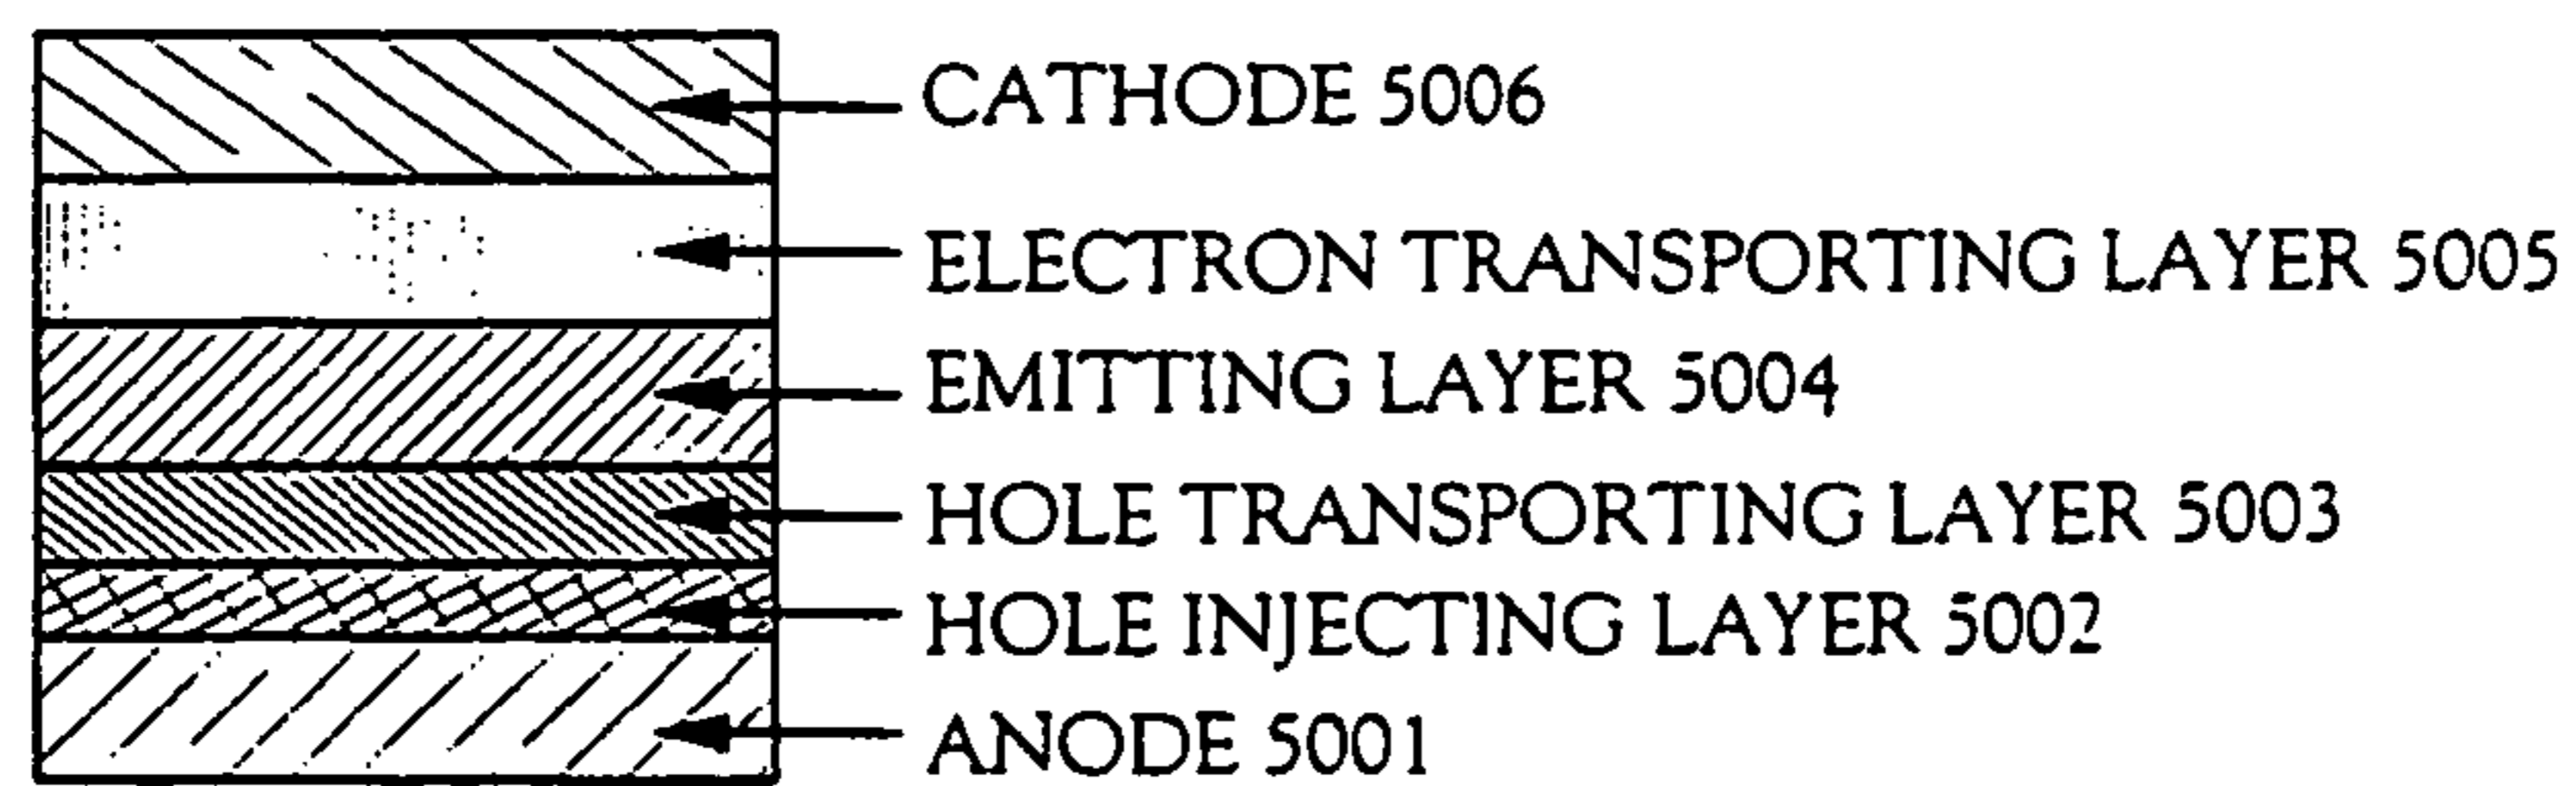 CATHODE 5006
ELECTRON TRANSPORTING LAYER 5005
EMITTING LAYER 5004
HOLE TRANSPORTING LAYER 5003
HOLE INJECTING LAYER 5002
ANODE 5001